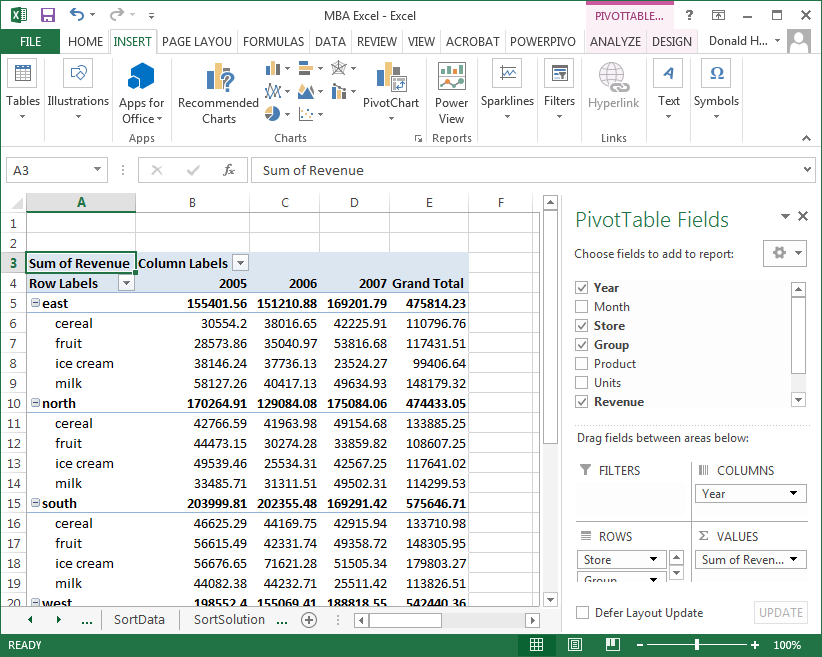 MBA Excel - Excel
PIVOTTABLE...
?
FILE HOME INSERT PAGE LAYOU FORMULAS DATA REVIEW VIEW ACROBAT POWERPIVO ANALYZE DESIGN Donald H...
Tables Illustrations Apps for Office Recommended Charts PivotChart Power View Sparklines Filters Hyperlink Text Symbols
Apps Charts Reports Links
A3 fx Sum of Revenue
A B C D E F
1
2
3 Sum of Revenue Column Labels
4 Row Labels 2005 2006 2007 Grand Total
5 east 155401.56 151210.88 169201.79 475814.23
6 cereal 30554.2 38016.65 42225.91 110796.76
7 fruit 28573.86 35040.97 53816.68 117431.51
8 ice cream 38146.24 37736.13 23524.27 99406.64
9 milk 58127.26 40417.13 49634.93 148179.32
10 north 170264.91 129084.08 175084.06 474433.05
11 cereal 42766.59 41963.98 49154.68 133885.25
12 fruit 44473.15 30274.28 33859.82 108607.25
13 ice cream 49539.46 25534.31 42567.25 117641.02
14 milk 33485.71 31311.51 49502.31 114299.53
15 south 203999.81 202355.48 169291.42 575646.71
16 cereal 46625.29 44169.75 42915.94 133710.98
17 fruit 56615.49 42331.74 49358.72 148305.95
18 ice cream 56676.65 71621.28 51505.34 179803.27
19 milk 44082.38 44232.71 25511.42 113826.51
20 west 198552.4 155069.41 188818.55 542440.36
... SortData SortSolution ...
PivotTable Fields
Choose fields to add to report:
Year
Month
Store
Group
Product
Units
Revenue
Drag fields between areas below:
FILTERS
COLUMNS
Year
ROWS
Store
Group
Σ VALUES
Sum of Reven...
Defer Layout Update
UPDATE
READY
100%